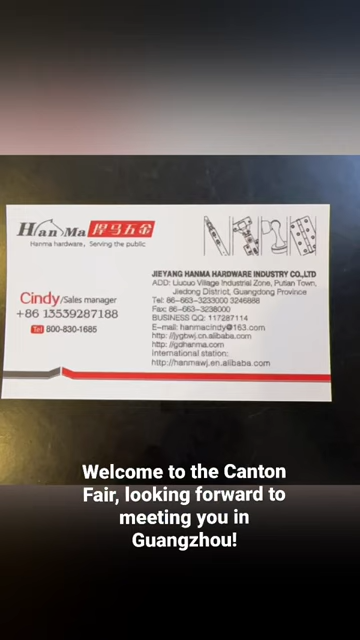 HanMa 悍马五金
Hanma hardware, Serving the public
Cindy/Sales manager
+86 13539287188
Tel 800-830-1685
JIEYANG HANMA HARDWARE INDUSTRY CO.,LTD
ADD: Liuouo Village Industrial Zone, Putian Town,
Jiedong District, Guangdong Province
Tel: 86-663-3233000 3246888
Fax: 86-663-3238000
BUSINESS QQ: 117287114
E-mail: hanmacindy@163.com
http: //jygbwj.cn.alibaba.com
http: //gdhanma.com
International station:
http://hanmawj.en.alibaba.com
Welcome to the Canton
Fair, looking forward to
meeting you in
Guangzhou!